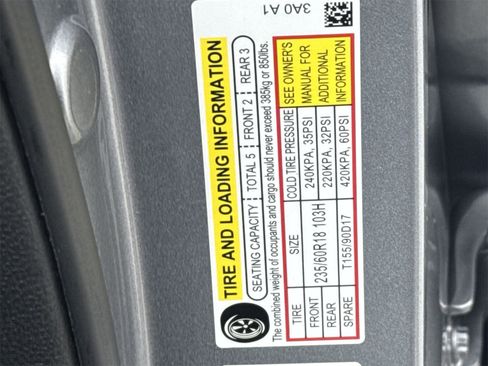 3A0 A1
TIRE AND LOADING INFORMATION
SEATING CAPACITY TOTAL 5 FRONT 2 REAR 3
The combined weight of occupants and cargo should never exceed 385kg or 850lbs.
TIRE SIZE COLD TIRE PRESSURE SEE OWNER'S
FRONT 235/60R18 103H 240KPA, 35PSI MANUAL FOR
REAR 220KPA, 32PSI ADDITIONAL
SPARE T155/90D17 420KPA, 60PSI INFORMATION